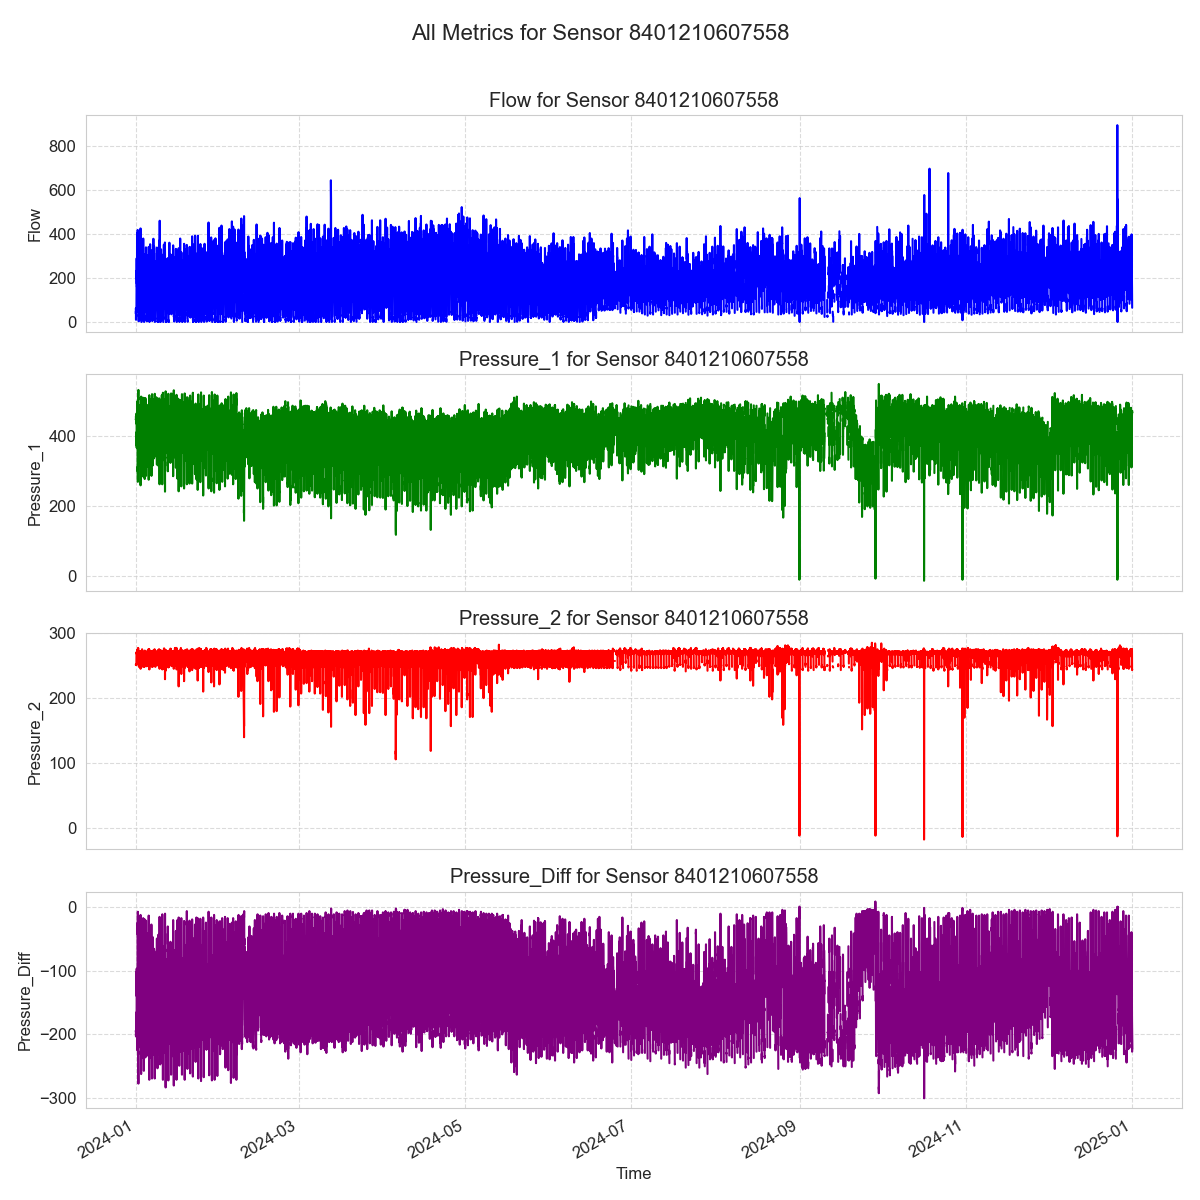 All Metrics for Sensor 8401210607558
Flow for Sensor 8401210607558
800
600
400
200
0
Flow
Pressure_1 for Sensor 8401210607558
400
200
0
Pressure_1
Pressure_2 for Sensor 8401210607558
300
200
100
0
Pressure_2
Pressure_Diff for Sensor 8401210607558
0
−100
−200
−300
Pressure_Diff
2024-01
2024-03
2024-05
2024-07
2024-09
2024-11
2025-01
Time